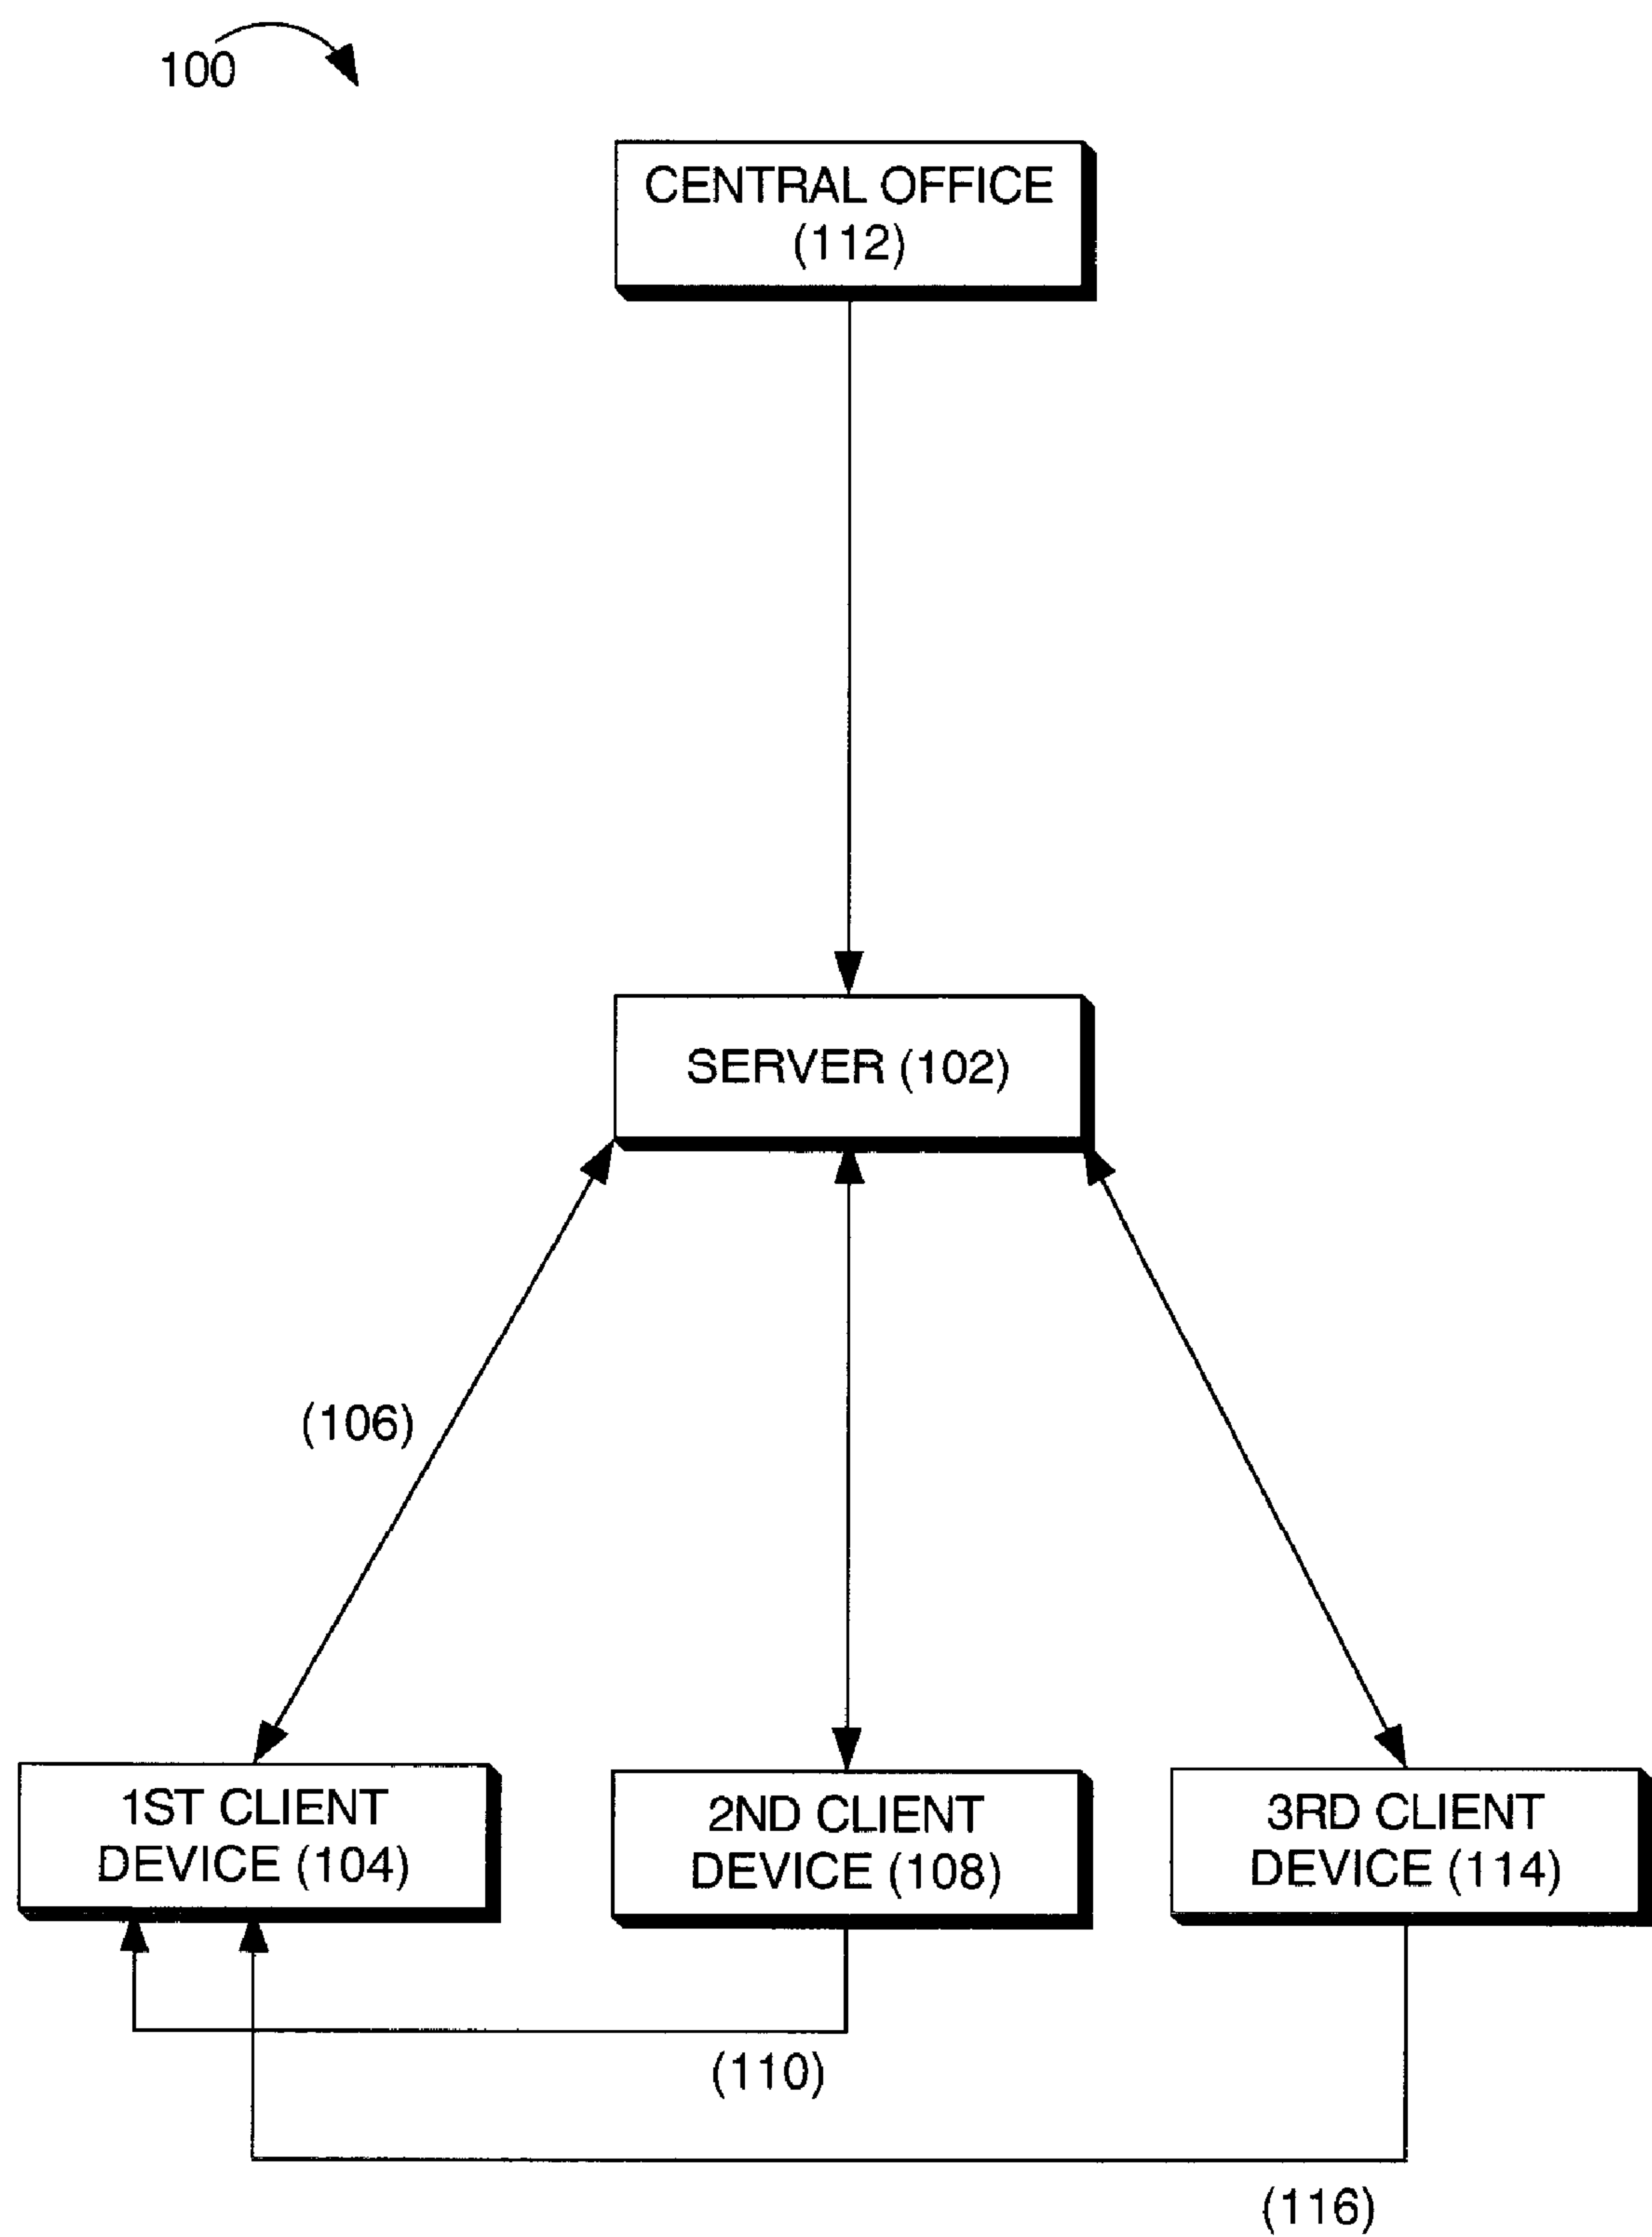 100
CENTRAL OFFICE
(112)
SERVER (102)
(106)
1ST CLIENT
DEVICE (104)
2ND CLIENT
DEVICE (108)
3RD CLIENT
DEVICE (114)
(110)
(116)